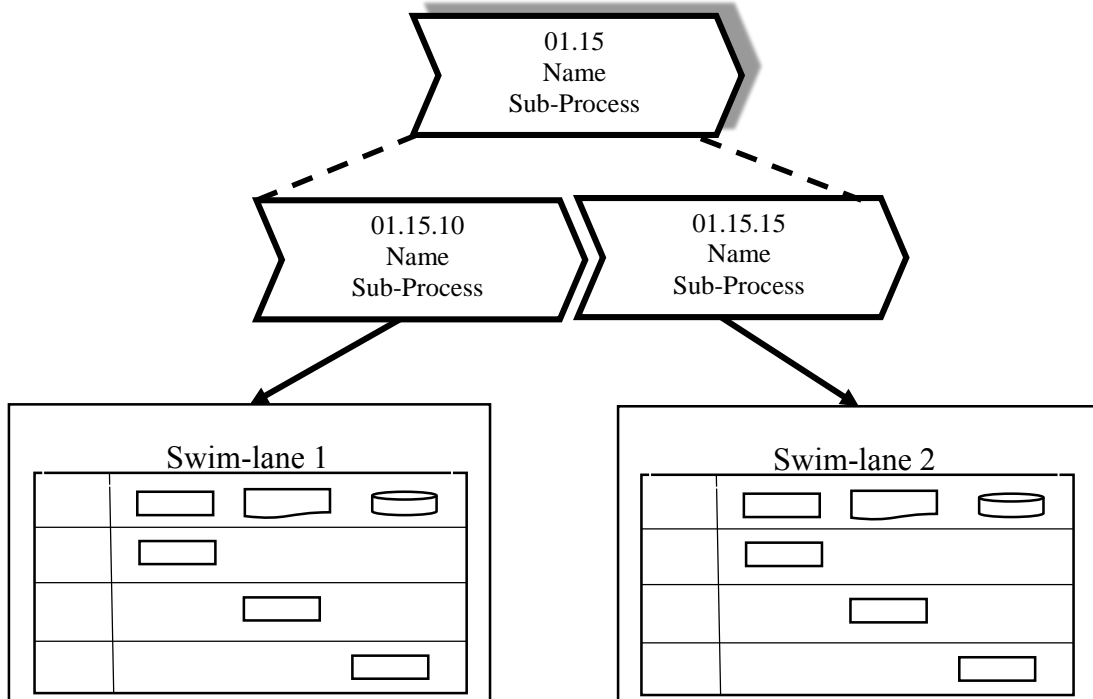 01.15
Name
Sub-Process
01.15.10
Name
Sub-Process
01.15.15
Name
Sub-Process
Swim-lane 1
Swim-lane 2